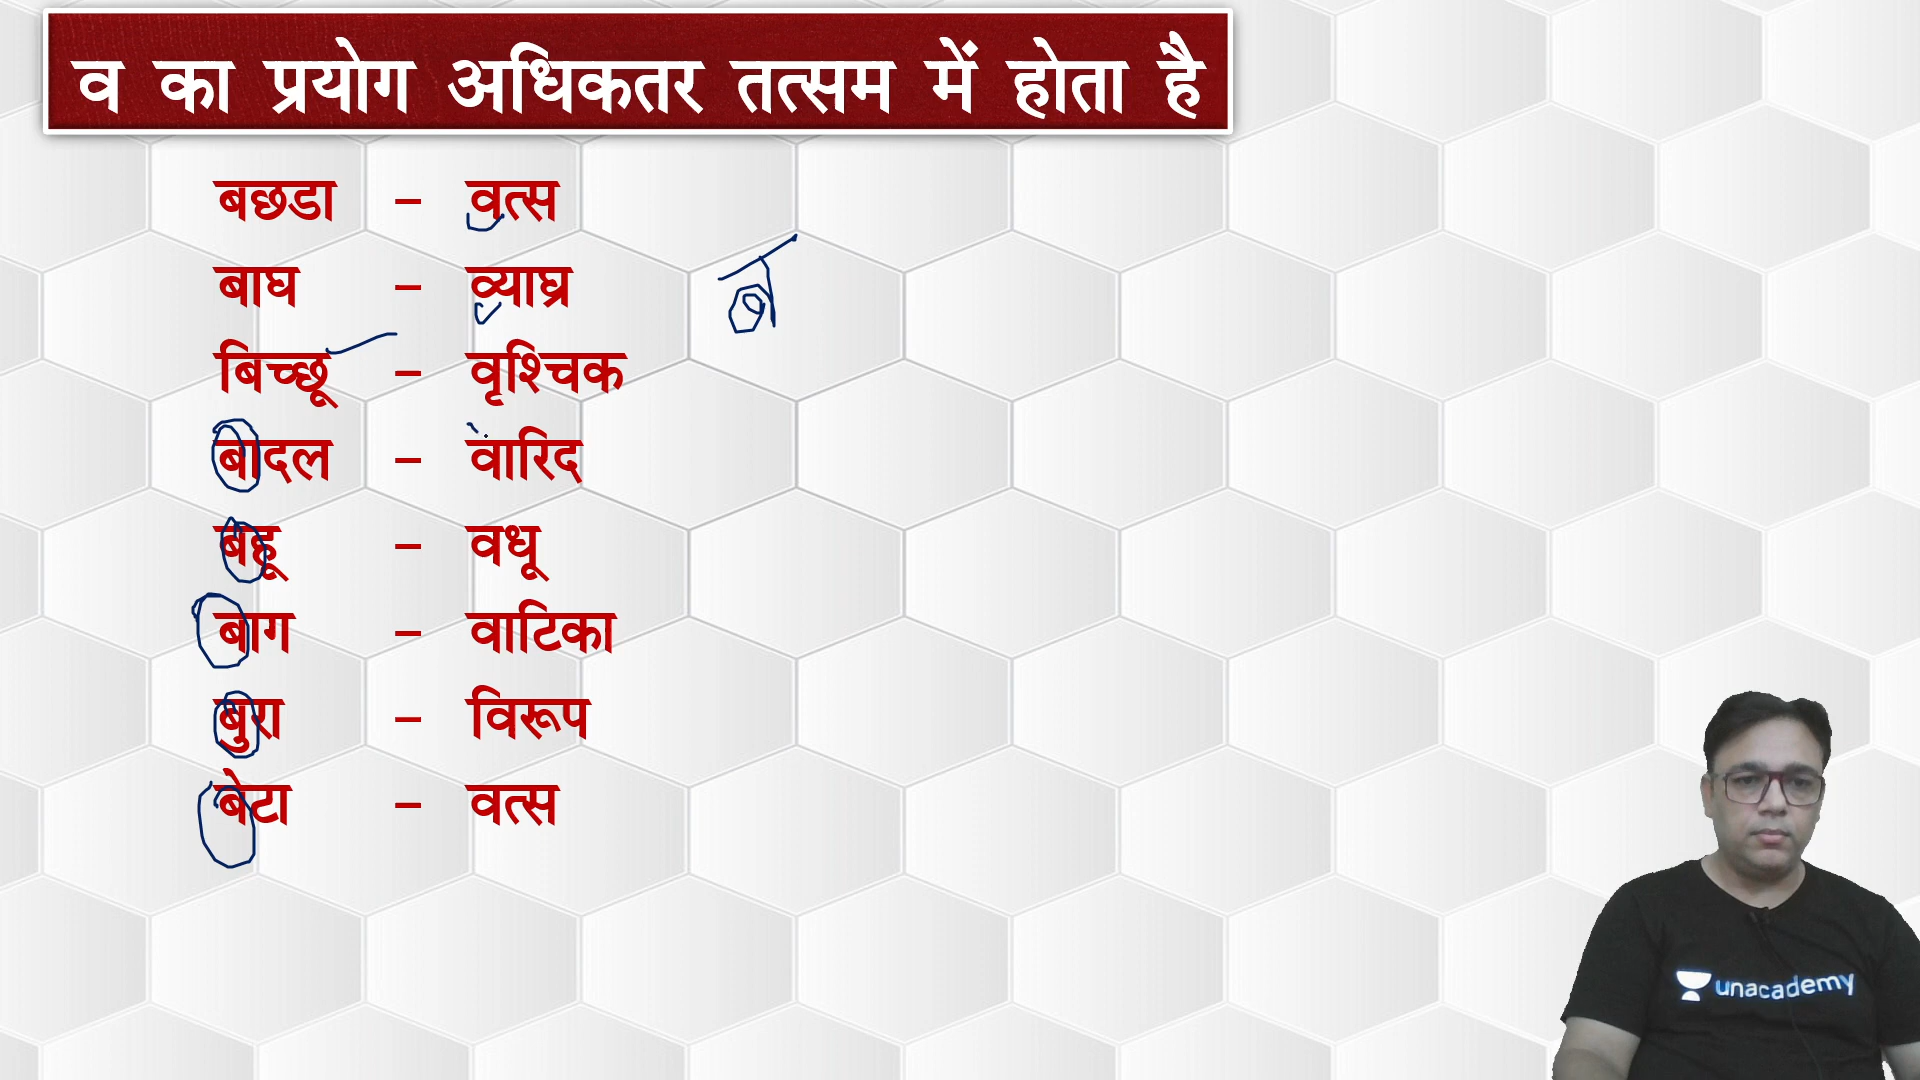 व का प्रयोग अधिकतर तत्सम में होता है
बछडा – वत्स
बाघ – व्याघ्र
बिच्छू – वृश्चिक
बादल – वारिद
बहू – वधू
बाग – वाटिका
बुरा – विरूप
बेटा – वत्स
unacademy